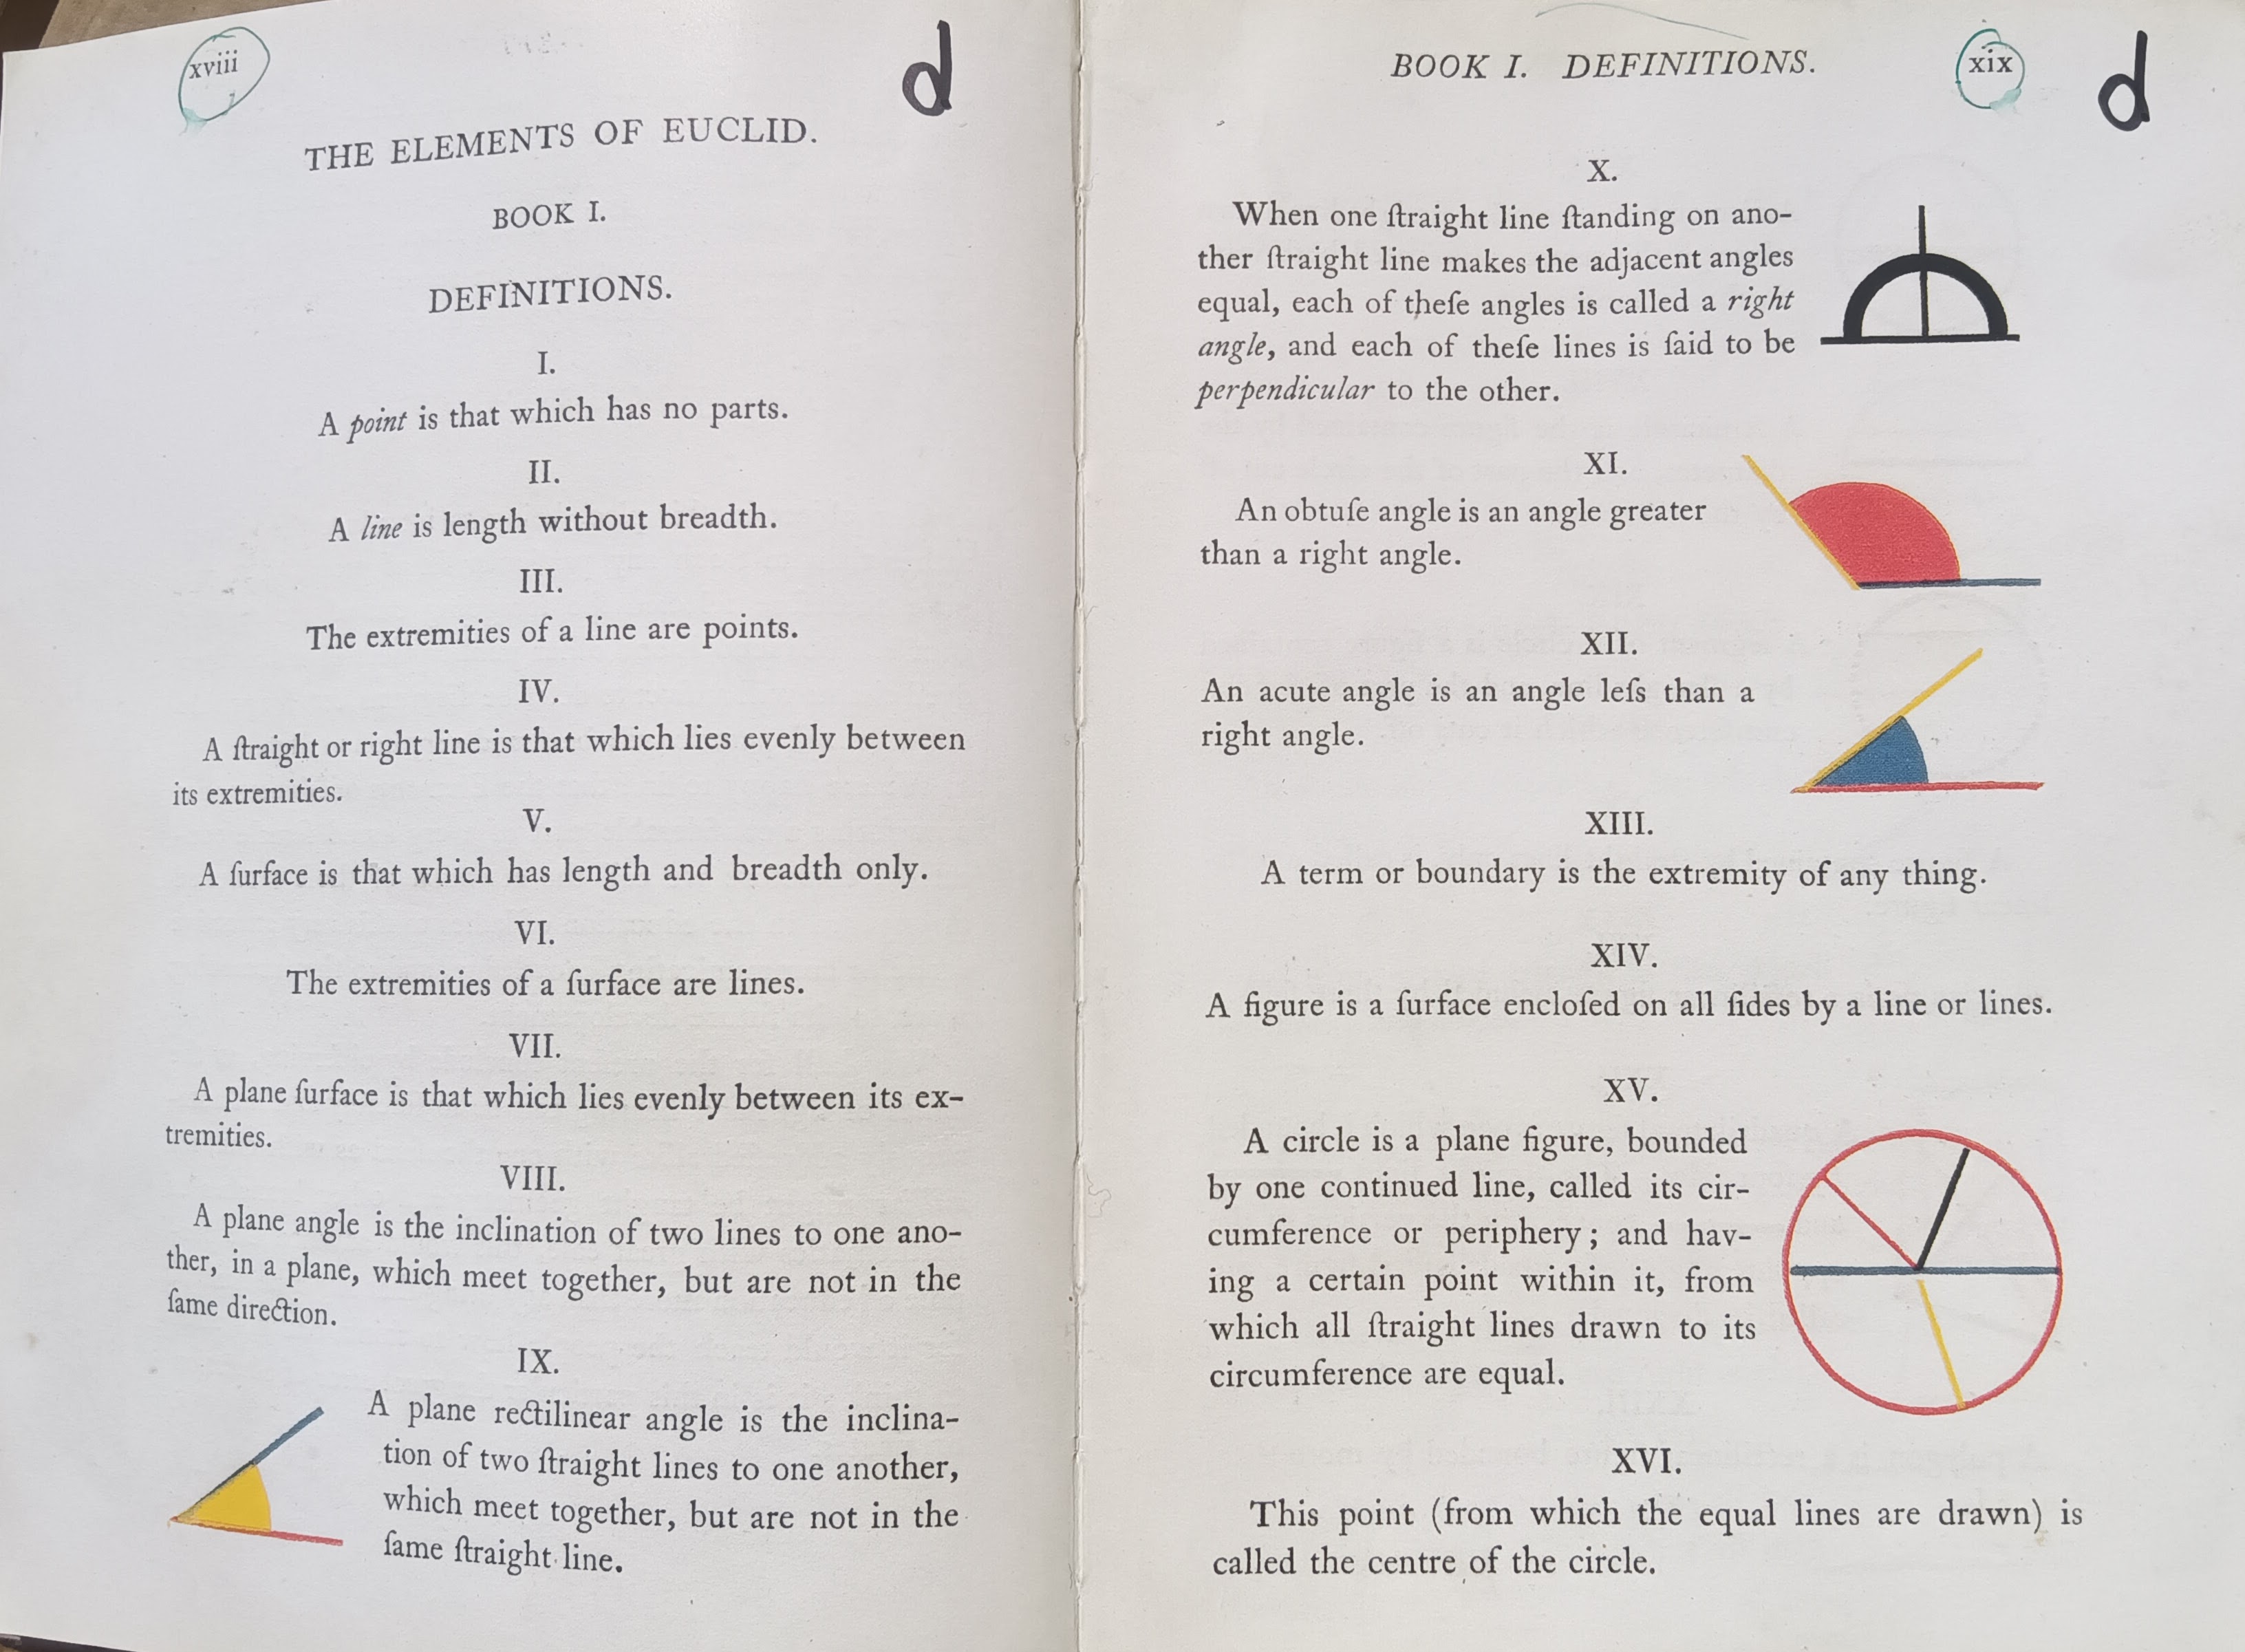 xviii
d
THE ELEMENTS OF EUCLID.
BOOK I.
DEFINITIONS.
I.
A point is that which has no parts.
II.
A line is length without breadth.
III.
The extremities of a line are points.
IV.
A ſtraight or right line is that which lies evenly between
its extremities.
V.
A ſurface is that which has length and breadth only.
VI.
The extremities of a ſurface are lines.
VII.
A plane ſurface is that which lies evenly between its ex-
tremities.
VIII.
A plane angle is the inclination of two lines to one ano-
ther, in a plane, which meet together, but are not in the
ſame direction.
IX.
A plane rectilinear angle is the inclina-
tion of two ſtraight lines to one another,
which meet together, but are not in the
ſame ſtraight line.
BOOK I. DEFINITIONS.
xix
d
X.
When one ſtraight line ſtanding on ano-
ther ſtraight line makes the adjacent angles
equal, each of theſe angles is called a right
angle, and each of theſe lines is ſaid to be
perpendicular to the other.
XI.
An obtuſe angle is an angle greater
than a right angle.
XII.
An acute angle is an angle leſs than a
right angle.
XIII.
A term or boundary is the extremity of any thing.
XIV.
A figure is a ſurface encloſed on all ſides by a line or lines.
XV.
A circle is a plane figure, bounded
by one continued line, called its cir-
cumference or periphery; and hav-
ing a certain point within it, from
which all ſtraight lines drawn to its
circumference are equal.
XVI.
This point (from which the equal lines are drawn) is
called the centre of the circle.